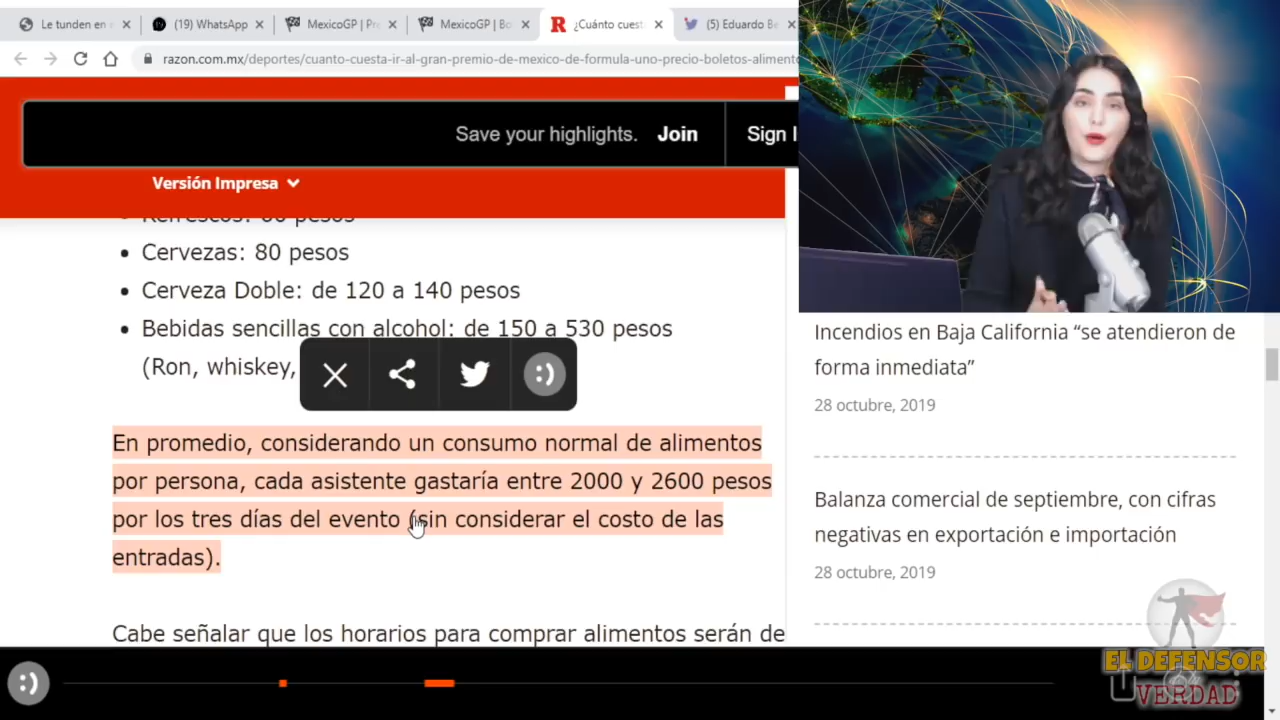 Le tunden en
(19) WhatsApp
MexicoGP | Pre
MexicoGP | Bo
¿Cuánto cuest
(5) Eduardo Be
razon.com.mx/deportes/cuanto-cuesta-ir-al-gran-premio-de-mexico-de-formula-uno-precio-boletos-alimento
Save your highlights. Join Sign I
Versión Impresa
Refrescos: 60 pesos
Cervezas: 80 pesos
Cerveza Doble: de 120 a 140 pesos
Bebidas sencillas con alcohol: de 150 a 530 pesos
(Ron, whiskey,
En promedio, considerando un consumo normal de alimentos
por persona, cada asistente gastaría entre 2000 y 2600 pesos
por los tres días del evento (sin considerar el costo de las
entradas).
Cabe señalar que los horarios para comprar alimentos serán de
Incendios en Baja California “se atendieron de
forma inmediata”
28 octubre, 2019
Balanza comercial de septiembre, con cifras
negativas en exportación e importación
28 octubre, 2019
EL DEFENSOR
VERDAD